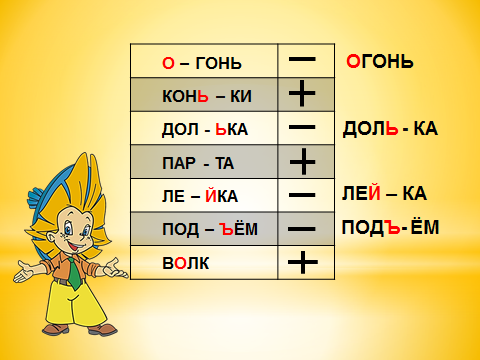 О – ГОНЬ — ОГОНЬ
КОНЬ – КИ +
ДОЛ - ЬКА — ДОЛЬ - КА
ПАР - ТА +
ЛЕ – ЙКА — ЛЕЙ – КА
ПОД – ЪЁМ — ПОДЪ- ЁМ
ВОЛК +